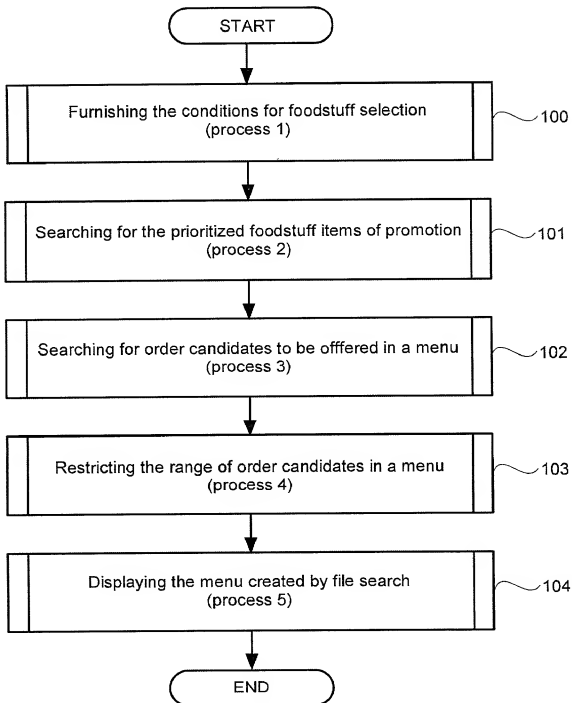 START
Furnishing the conditions for foodstuff selection
(process 1)
100
Searching for the prioritized foodstuff items of promotion
(process 2)
101
Searching for order candidates to be offfered in a menu
(process 3)
102
Restricting the range of order candidates in a menu
(process 4)
103
Displaying the menu created by file search
(process 5)
104
END